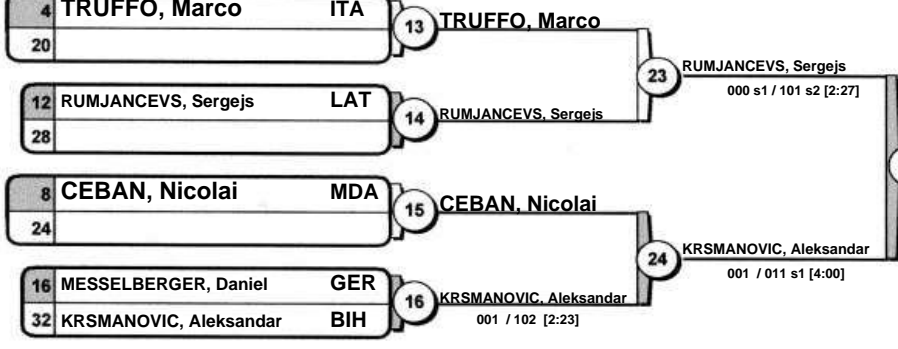 4 TRUFFO, Marco ITA
20
13
TRUFFO, Marco
12 RUMJANCEVS, Sergejs LAT
28
14
RUMJANCEVS, Sergejs
23
RUMJANCEVS, Sergejs
000 s1 / 101 s2 [2:27]
8 CEBAN, Nicolai MDA
24
15
CEBAN, Nicolai
16 MESSELBERGER, Daniel GER
32 KRSMANOVIC, Aleksandar BIH
16
KRSMANOVIC, Aleksandar
001 / 102 [2:23]
24
KRSMANOVIC, Aleksandar
001 / 011 s1 [4:00]